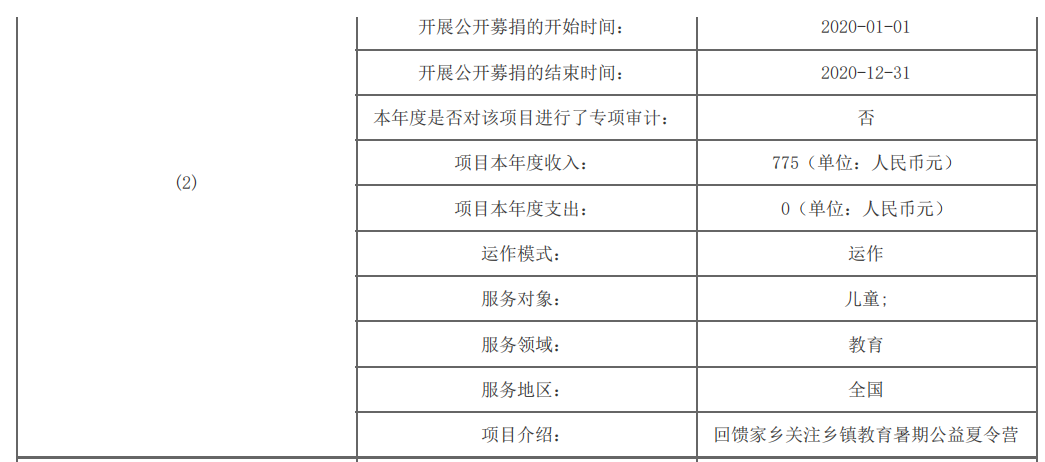 开展公开募捐的开始时间： 2020-01-01
开展公开募捐的结束时间： 2020-12-31
本年度是否对该项目进行了专项审计： 否
项目本年度收入： 775（单位：人民币元）
(2)
项目本年度支出： 0（单位：人民币元）
运作模式： 运作
服务对象： 儿童;
服务领域： 教育
服务地区： 全国
项目介绍： 回馈家乡关注乡镇教育暑期公益夏令营